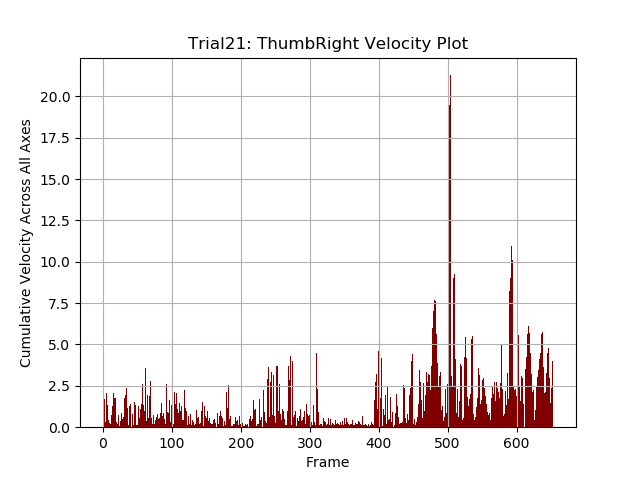 Trial21: ThumbRight Velocity Plot
20.0
17.5
15.0
12.5
10.0
7.5
5.0
2.5
0.0
Cumulative Velocity Across All Axes
0 100 200 300 400 500 600
Frame